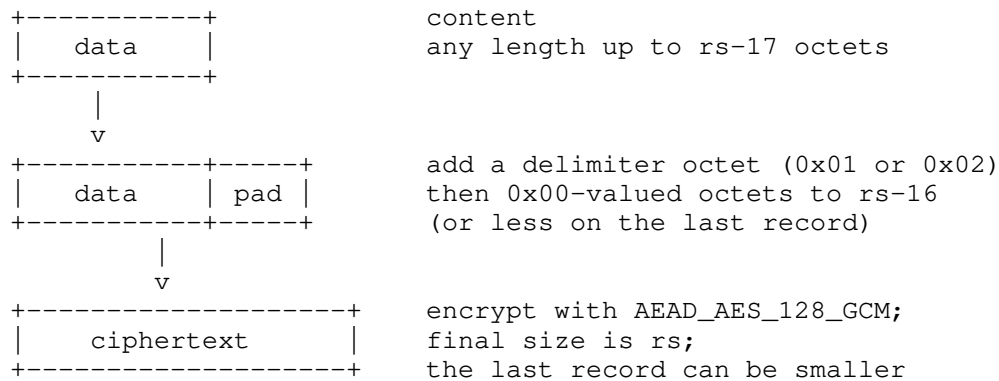 +-----------+             content
|   data    |             any length up to rs-17 octets
+-----------+
     |
     v
+-----------+-----+       add a delimiter octet (0x01 or 0x02)
|   data    | pad |       then 0x00-valued octets to rs-16
+-----------+-----+       (or less on the last record)
         |
         v
+--------------------+    encrypt with AEAD_AES_128_GCM;
|    ciphertext      |    final size is rs;
+--------------------+    the last record can be smaller